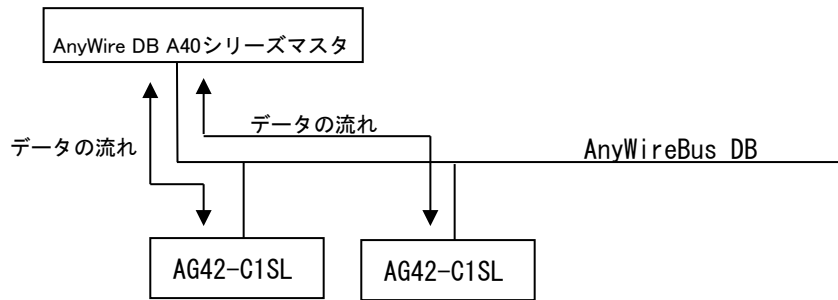 AnyWire DB A40シリーズマスタ
データの流れ
データの流れ
AnyWireBus DB
AG42-C1SL
AG42-C1SL